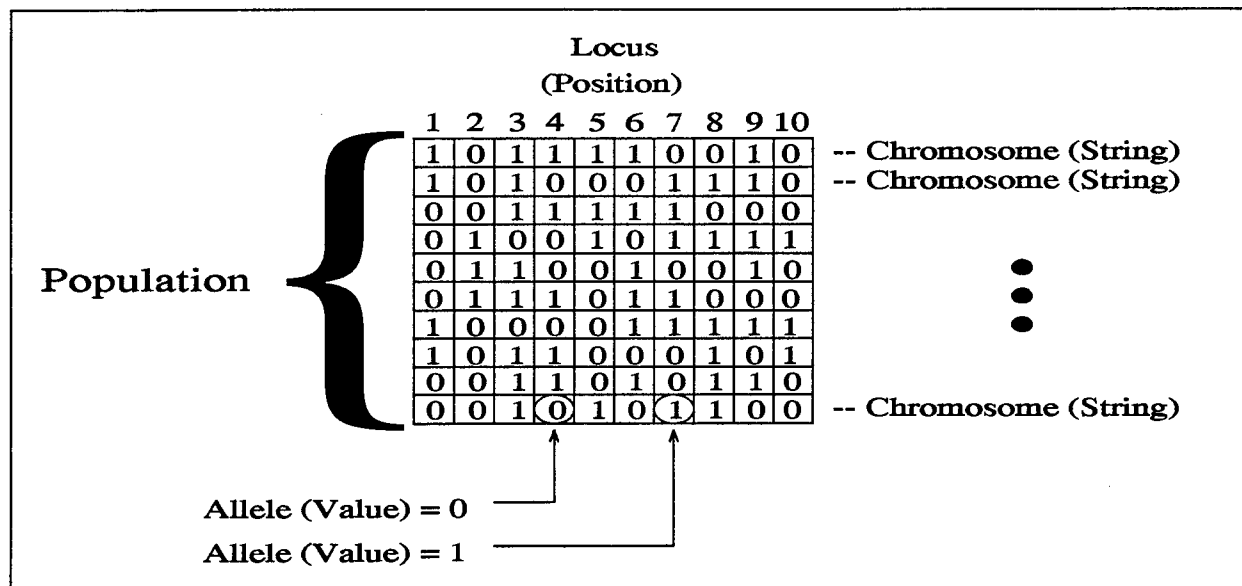 Locus
(Position)
1 2 3 4 5 6 7 8 9 10
1 0 1 1 1 1 0 0 1 0 -- Chromosome (String)
1 0 1 0 0 0 1 1 1 0 -- Chromosome (String)
0 0 1 1 1 1 1 0 0 0
0 1 0 0 1 0 1 1 1 1
Population
0 1 1 0 0 1 0 0 1 0
0 1 1 1 0 1 1 0 0 0
1 0 0 0 0 1 1 1 1 1
1 0 1 1 0 0 0 1 0 1
0 0 1 1 0 1 0 1 1 0
0 0 1 0 1 0 1 1 0 0 -- Chromosome (String)
Allele (Value) = 0
Allele (Value) = 1